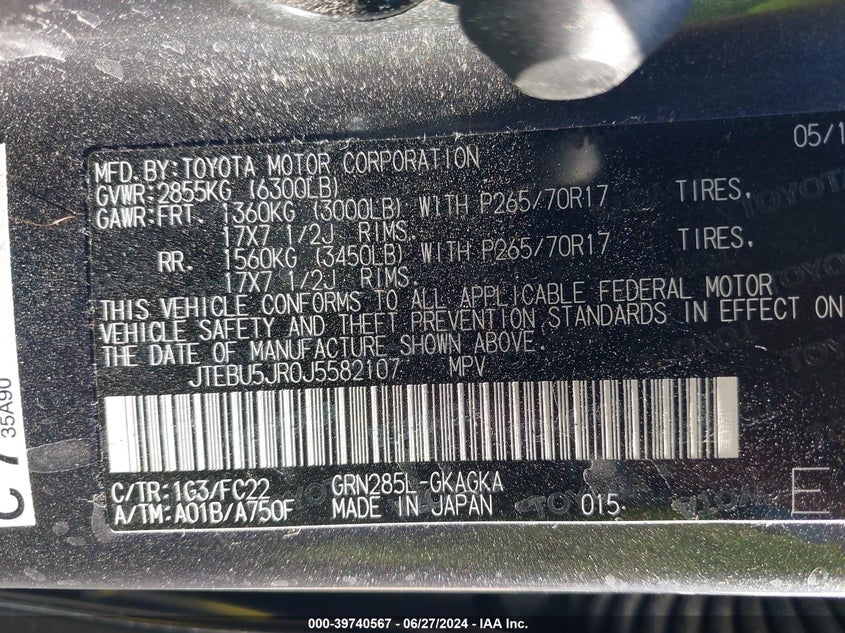 05/1
MFD.BY:TOYOTA MOTOR CORPORATION
GVWR:2855KG (6300LB)
GAWR:FRT. 1360KG (3000LB) WITH P265/70R17 TIRES,
17X7 1/2J RIMS.
RR. 1560KG (3450LB) WITH P265/70R17 TIRES,
17X7 1/2J RIMS.
THIS VEHICLE CONFORMS TO ALL APPLICABLE FEDERAL MOTOR
VEHICLE SAFETY AND THEFT PREVENTION STANDARDS IN EFFECT ON
THE DATE OF MANUFACTURE SHOWN ABOVE.
JTEBU5JR0J5582107 MPV
C/TR:1G3/FC22 GRN285L-GKAGKA
A/TM:A01B/A750F MADE IN JAPAN 015
E
35A90
000-39740567 - 06/27/2024 - IAA Inc.